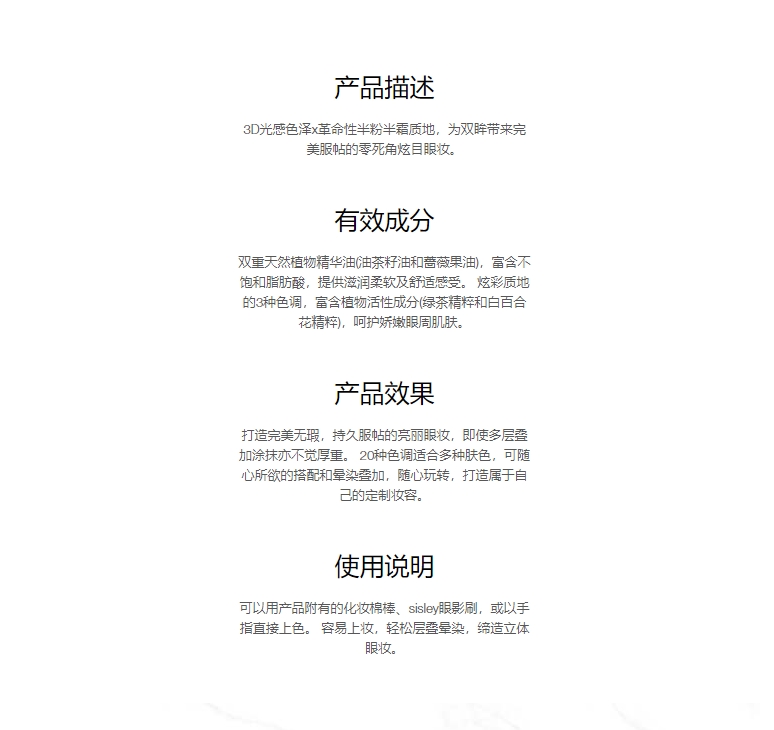 产品描述
3D光感色泽x革命性半粉半霜质地，为双眸带来完
美服帖的零死角炫目眼妆。
有效成分
双重天然植物精华油(油茶籽油和蔷薇果油)，富含不
饱和脂肪酸，提供滋润柔软及舒适感受。 炫彩质地
的3种色调，富含植物活性成分(绿茶精粹和白百合
花精粹)，呵护娇嫩眼周肌肤。
产品效果
打造完美无瑕，持久服帖的亮丽眼妆，即使多层叠
加涂抹亦不觉厚重。 20种色调适合多种肤色，可随
心所欲的搭配和晕染叠加，随心玩转，打造属于自
己的定制妆容。
使用说明
可以用产品附有的化妆棉棒、sisley眼影刷，或以手
指直接上色。 容易上妆，轻松层叠晕染，缔造立体
眼妆。